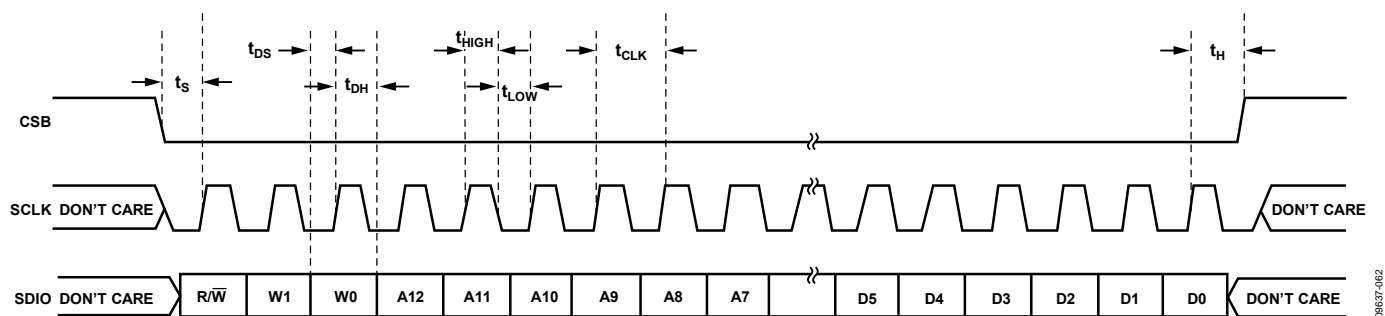 tHIGH
tDS
tCLK
tH
tS
tDH
tLOW
CSB
SCLK DON'T CARE
DON'T CARE
SDIO DON'T CARE R/W̅ W1 W0 A12 A11 A10 A9 A8 A7 D5 D4 D3 D2 D1 D0 DON'T CARE
09637-062